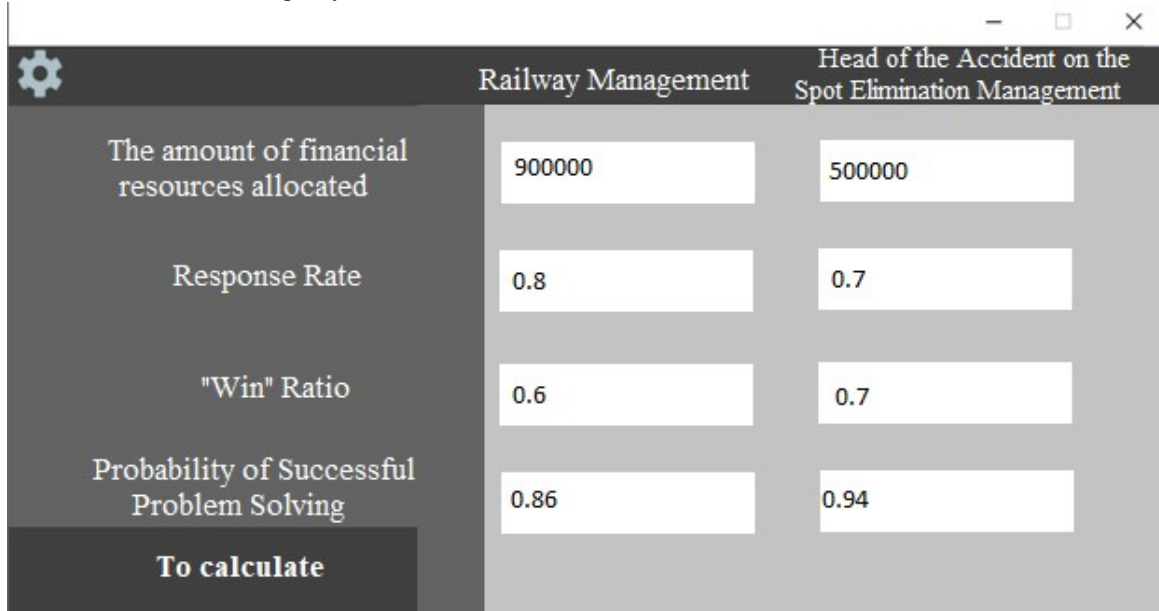 Railway Management
Head of the Accident on the
Spot Elimination Management
The amount of financial
resources allocated
900000
500000
Response Rate
0.8
0.7
"Win" Ratio
0.6
0.7
Probability of Successful
Problem Solving
0.86
0.94
To calculate